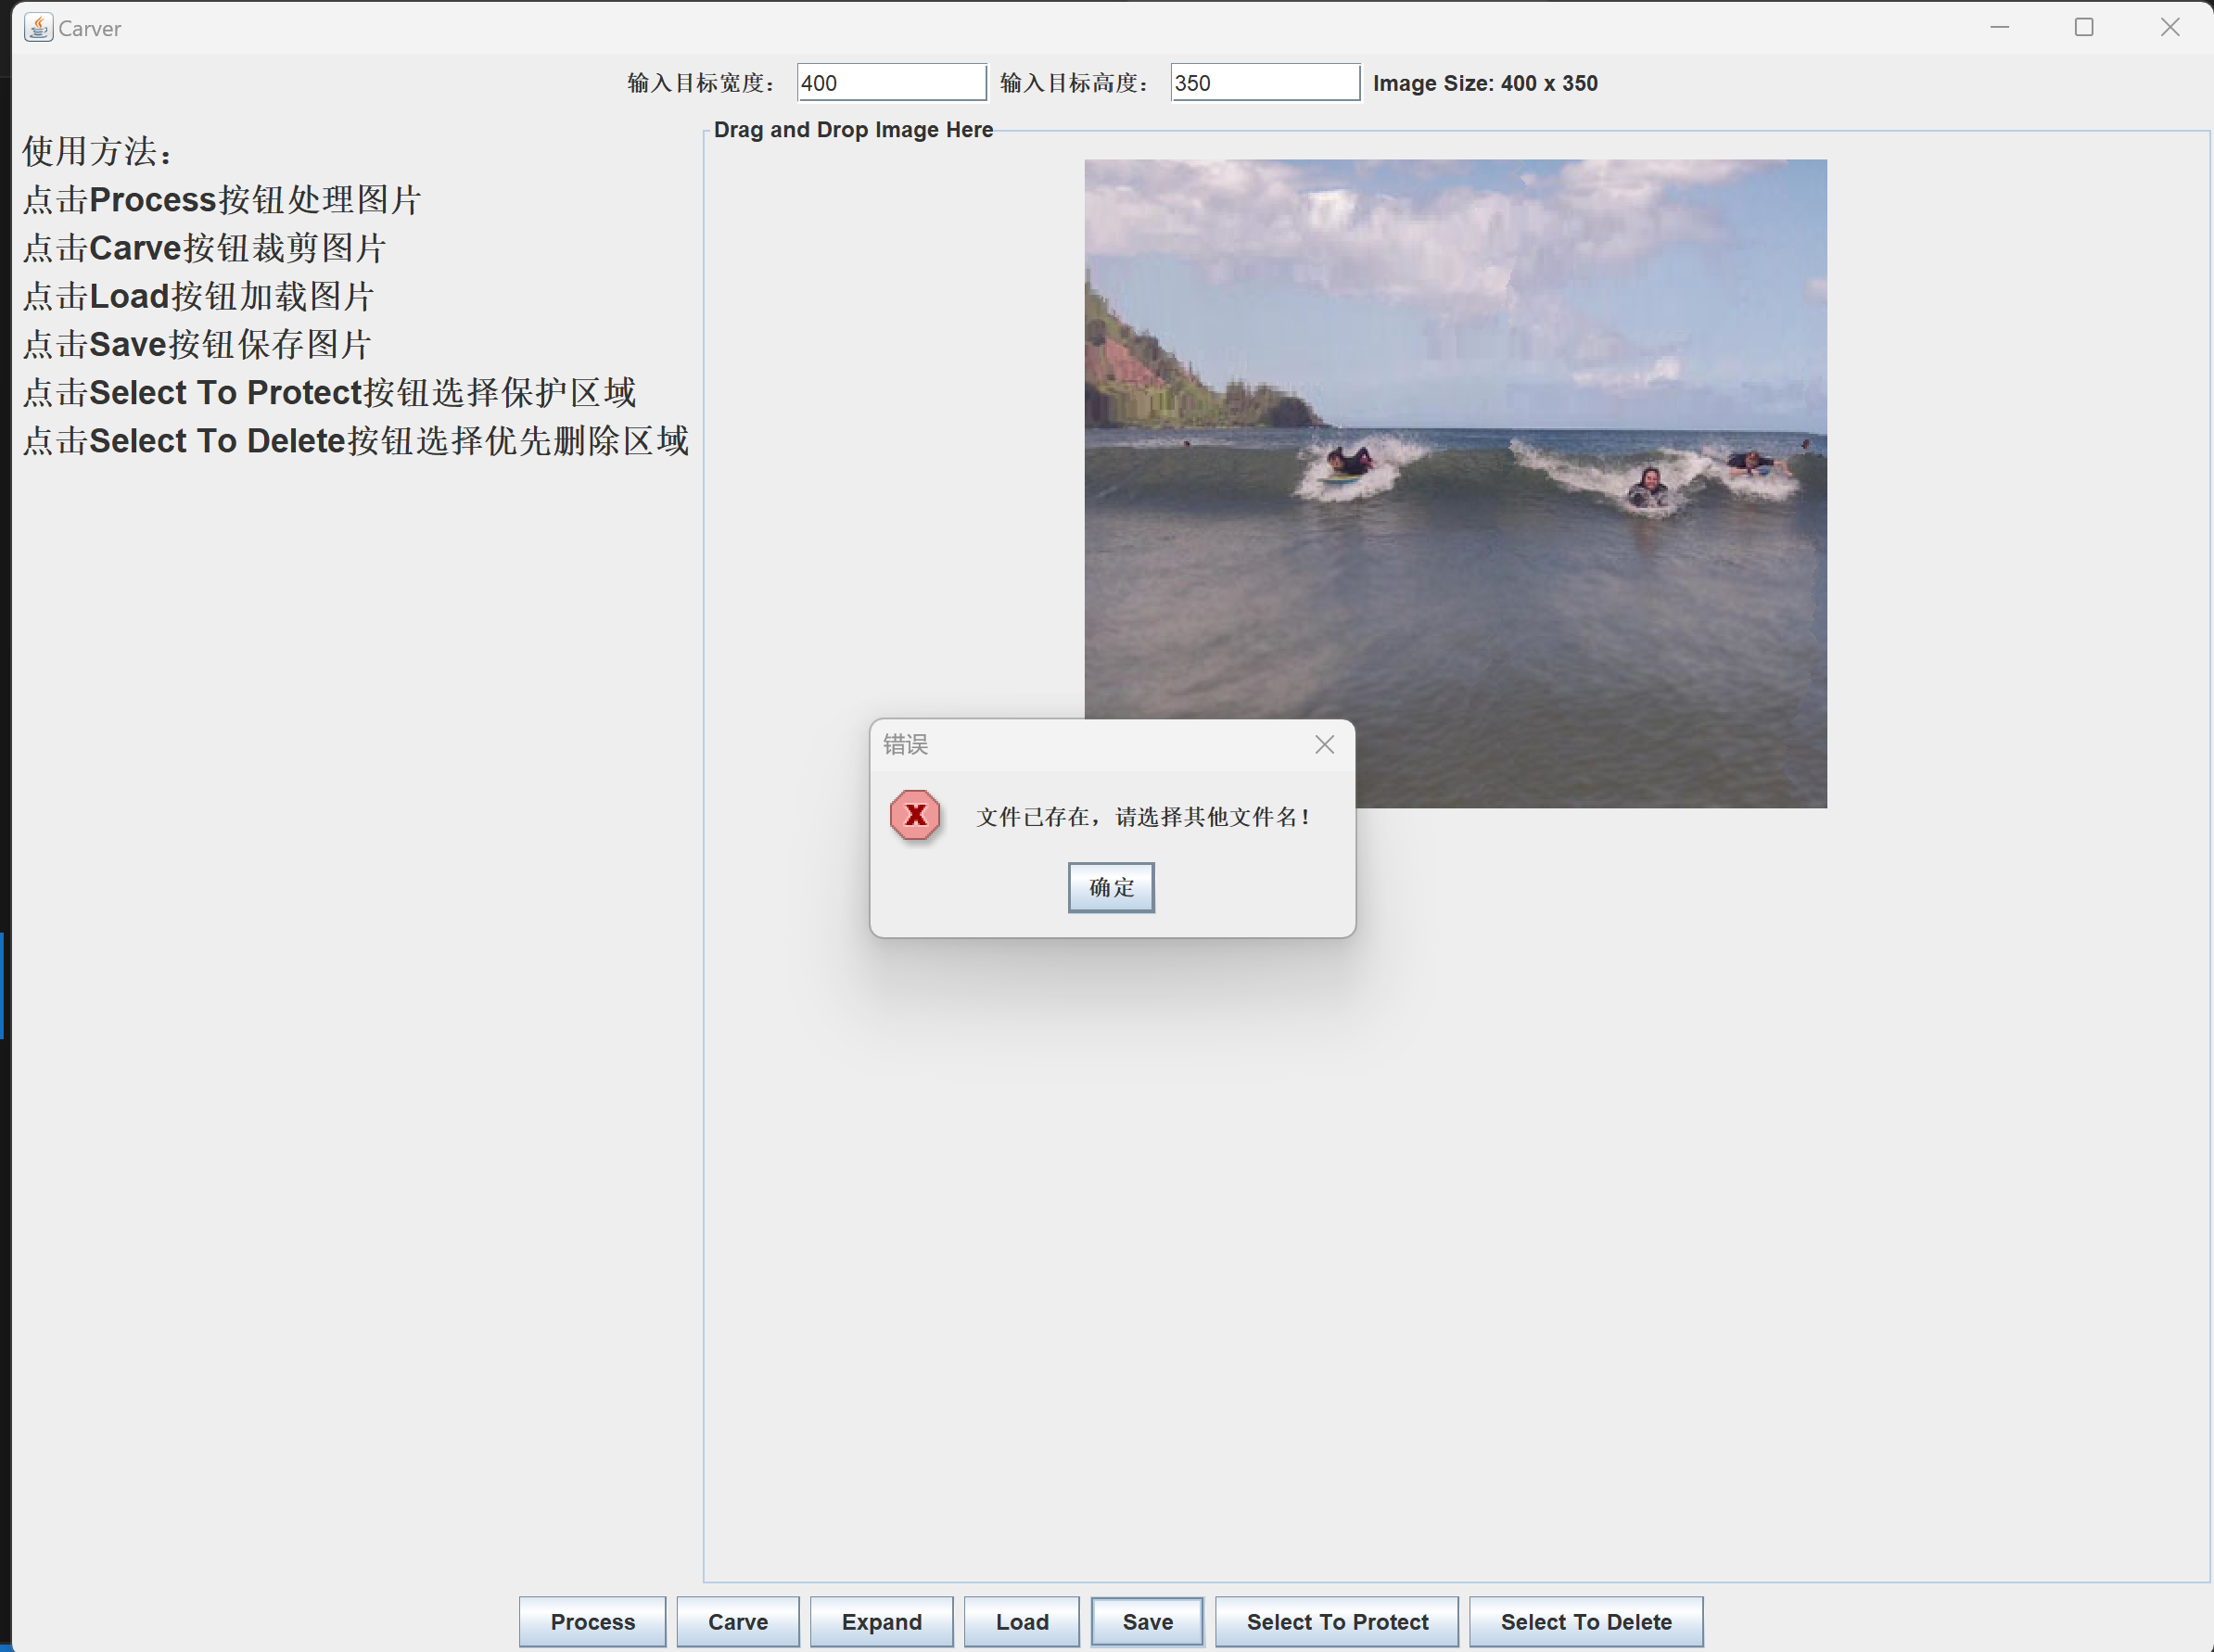 Carver
输入目标宽度： 400 输入目标高度： 350 Image Size: 400 x 350
使用方法：
点击Process按钮处理图片
点击Carve按钮裁剪图片
点击Load按钮加载图片
点击Save按钮保存图片
点击Select To Protect按钮选择保护区域
点击Select To Delete按钮选择优先删除区域
Drag and Drop Image Here
错误
文件已存在，请选择其他文件名！
确定
Process Carve Expand Load Save Select To Protect Select To Delete